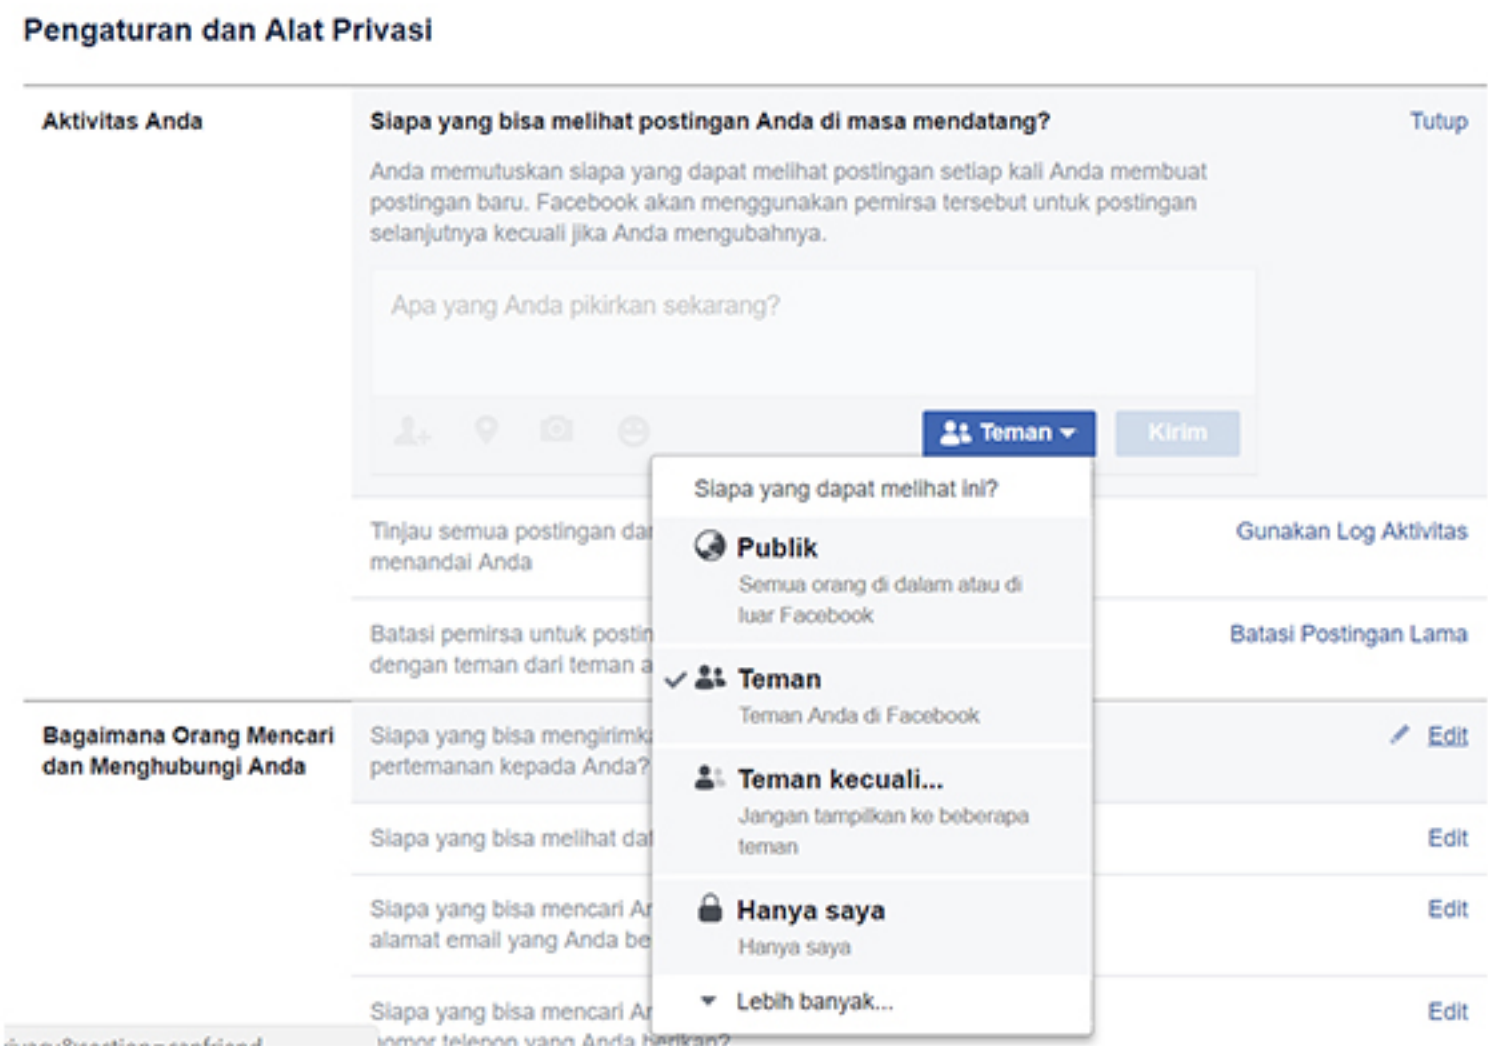 Pengaturan dan Alat Privasi
Aktivitas Anda
Siapa yang bisa melihat postingan Anda di masa mendatang?
Tutup
Anda memutuskan siapa yang dapat melihat postingan setiap kali Anda membuat
postingan baru. Facebook akan menggunakan pemirsa tersebut untuk postingan
selanjutnya kecuali jika Anda mengubahnya.
Apa yang Anda pikirkan sekarang?
Teman
Kirim
Siapa yang dapat melihat ini?
Publik
Semua orang di dalam atau di
luar Facebook
Teman
Teman Anda di Facebook
Teman kecuali...
Jangan tampilkan ke beberapa
teman
Hanya saya
Hanya saya
Lebih banyak...
Tinjau semua postingan
menandai Anda
Gunakan Log Aktivitas
Batasi pemirsa untuk
dengan teman dari teman
Batasi Postingan Lama
Bagaimana Orang Mencari
dan Menghubungi Anda
Siapa yang bisa
pertemanan kepada Anda?
Edit
Siapa yang bisa melihat
Edit
Siapa yang bisa mencari
alamat email yang Anda
Edit
Siapa yang bisa mencari
nomor telepon yang Anda berikan?
Edit